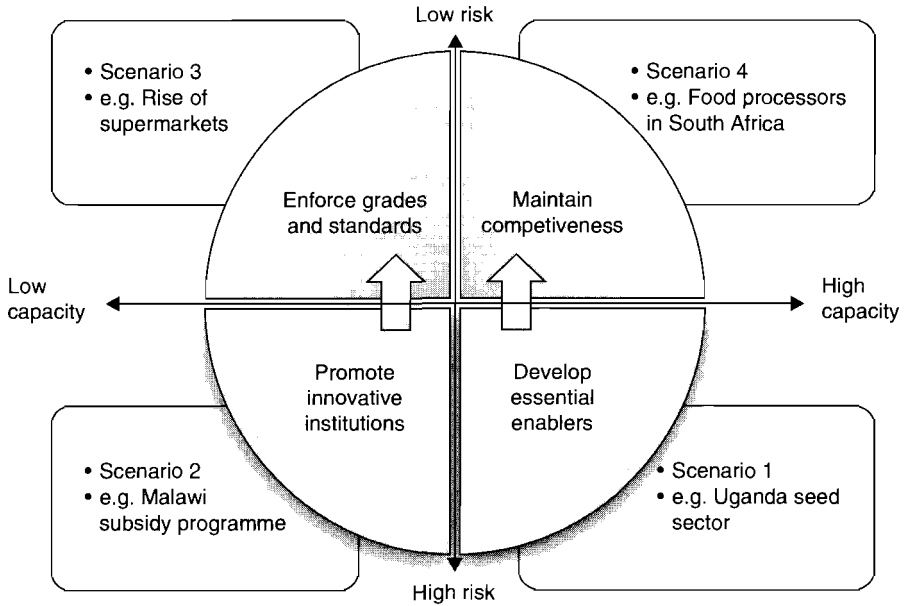 Low risk
• Scenario 3
• e.g. Rise of
supermarkets
• Scenario 4
• e.g. Food processors
in South Africa
Enforce grades
and standards
Maintain
competiveness
Low
capacity
High
capacity
Promote
innovative
institutions
Develop
essential
enablers
• Scenario 2
• e.g. Malawi
subsidy programme
• Scenario 1
• e.g. Uganda seed
sector
High risk